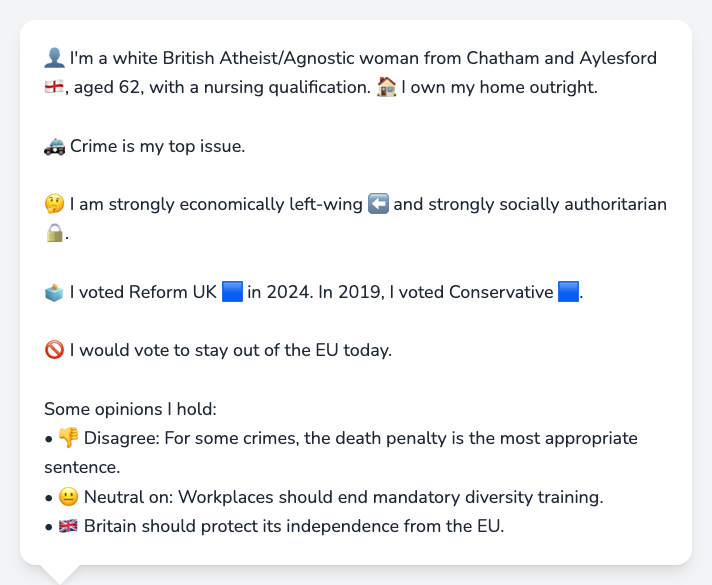 👤 I'm a white British Atheist/Agnostic woman from Chatham and Aylesford
🏴󠁧󠁢󠁥󠁮󠁧󠁿, aged 62, with a nursing qualification. 🏠 I own my home outright.
🚓 Crime is my top issue.
🤔 I am strongly economically left-wing ⬅️ and strongly socially authoritarian
🔒.
🗳️ I voted Reform UK 🟦 in 2024. In 2019, I voted Conservative 🟦.
🚫 I would vote to stay out of the EU today.
Some opinions I hold:
• 👎 Disagree: For some crimes, the death penalty is the most appropriate
sentence.
• 😐 Neutral on: Workplaces should end mandatory diversity training.
• 🇬🇧 Britain should protect its independence from the EU.